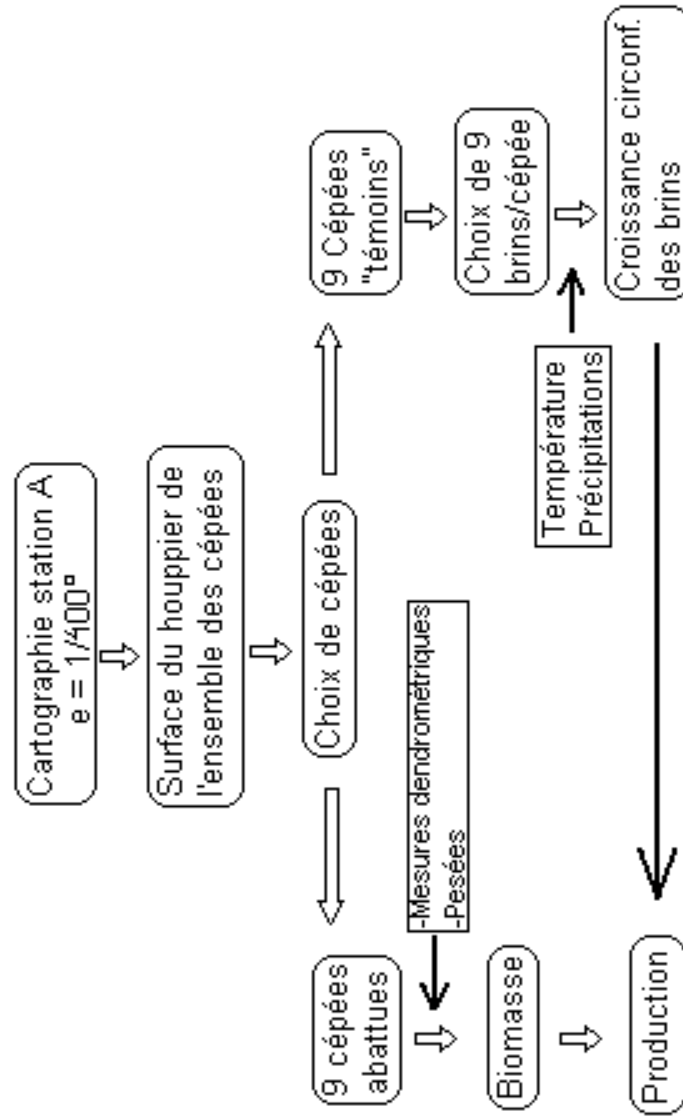 Cartographie station A
e = 1/400°
Surface du houppier de
l'ensemble des cépées
Choix de cépées
9 cépées
abattues
9 Cépées
"témoins"
-Mesures dendrométriques
-Pesées
Choix de 9
brins/cépée
Biomasse
Température
Précipitations
Production
Croissance circonf.
des brins